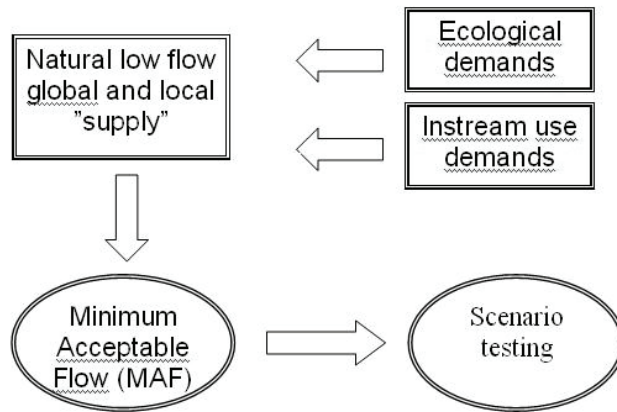 Natural low flow
global and local
"supply"
Ecological
demands
Instream use
demands
Minimum
Acceptable
Flow (MAF)
Scenario
testing